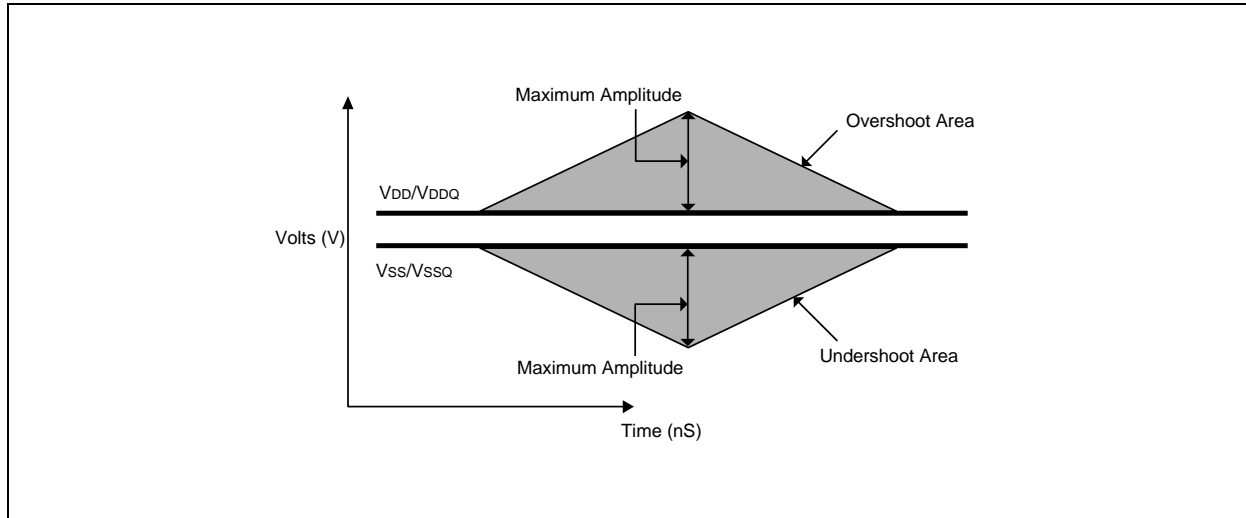 Maximum Amplitude
Overshoot Area
VDD/VDDQ
Volts (V)
VSS/VSSQ
Undershoot Area
Maximum Amplitude
Time (nS)